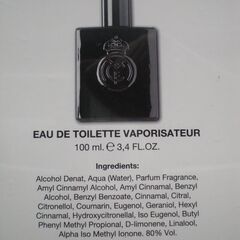 EAU DE TOILETTE VAPORISATEUR
100 ml. ℮ 3,4 FL.OZ.
Ingredients:
Alcohol Denat, Aqua (Water), Parfum Fragrance,
Amyl Cinnamyl Alcohol, Amyl Cinnamal, Benzyl
Alcohol, Benzyl Benzoate, Cinnamal, Citral,
Citronellol, Coumarin, Eugenol, Geraniol, Hexyl
Cinnamal, Hydroxycitronellal, Iso Eugenol, Butyl
Phenyl Methyl Propional, D-Limonene, Linalool,
Alpha Iso Methyl Ionone. 80% Vol.